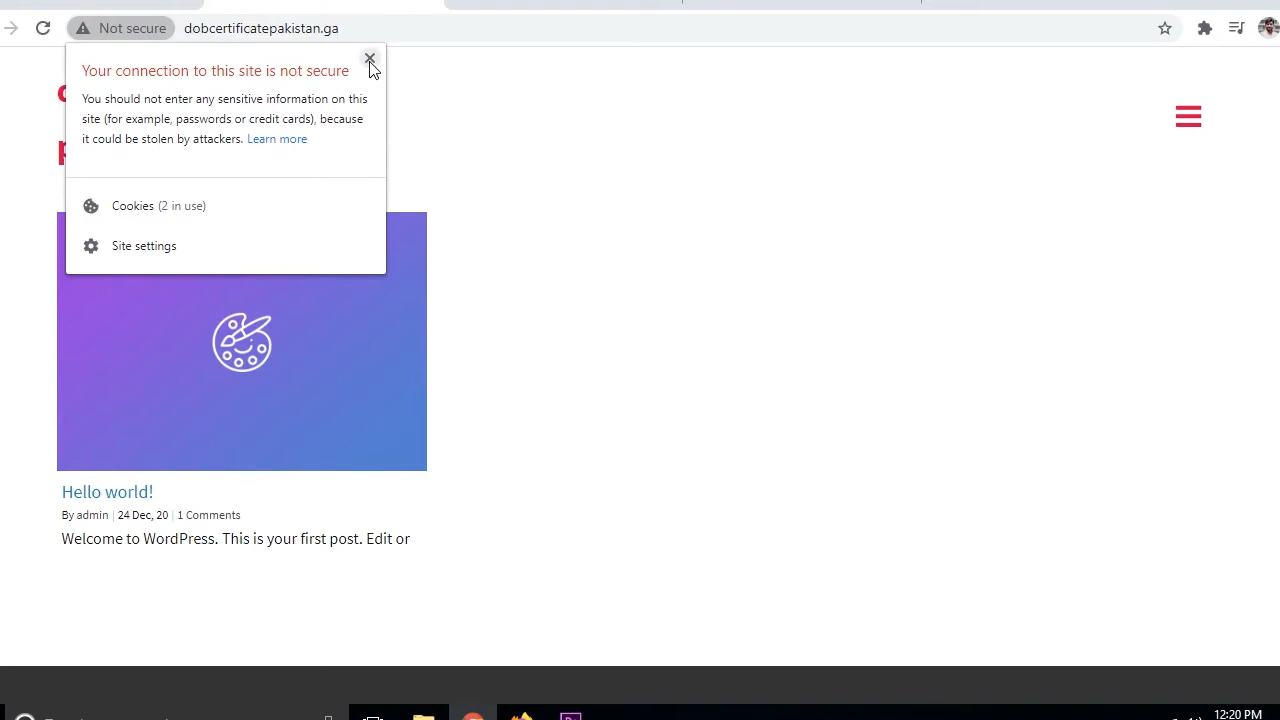 Not secure
dobcertificatepakistan.ga
Your connection to this site is not secure
You should not enter any sensitive information on this
site (for example, passwords or credit cards), because
it could be stolen by attackers. Learn more
Cookies (2 in use)
Site settings
Hello world!
By admin | 24 Dec, 20 | 1 Comments
Welcome to WordPress. This is your first post. Edit or
12:20 PM